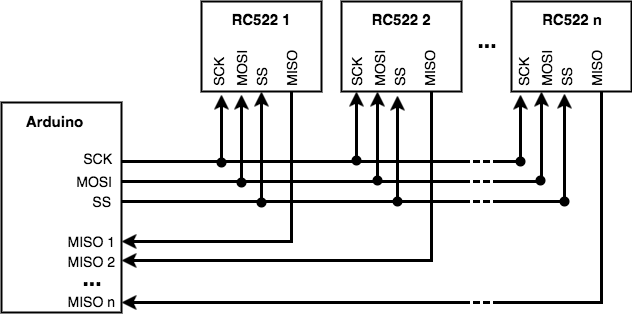 RC522 1
RC522 2
RC522 n
...
SCK
MOSI
SS
MISO
SCK
MOSI
SS
MISO
SCK
MOSI
SS
MISO
Arduino
SCK
MOSI
SS
MISO 1
MISO 2
...
MISO n